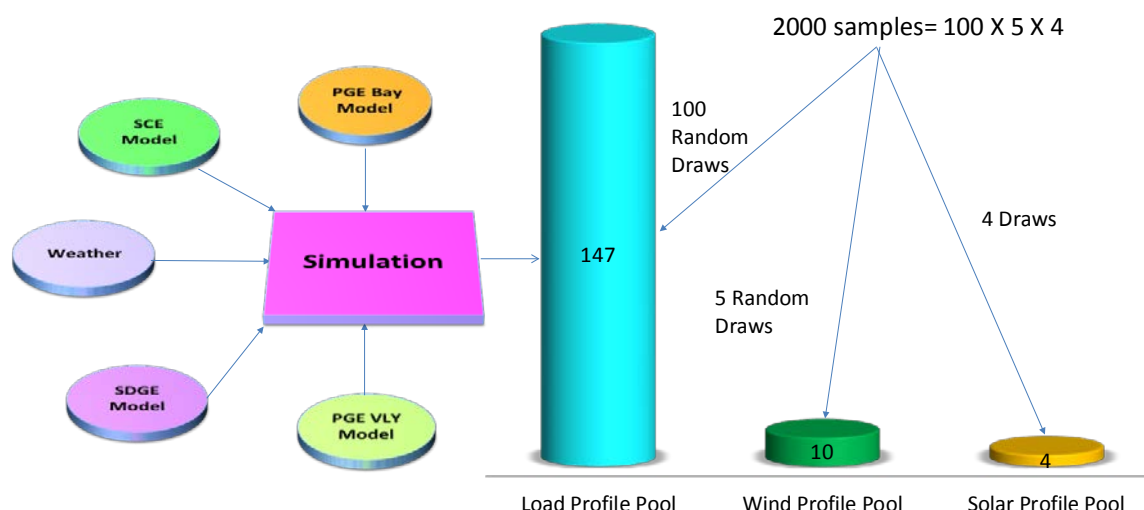 2000 samples= 100 X 5 X 4
PGE Bay
Model
SCE
Model
100
Random
Draws
4 Draws
Weather
Simulation
147
5 Random
Draws
SDGE
Model
PGE VLY
Model
10
4
Load Profile Pool
Wind Profile Pool
Solar Profile Pool